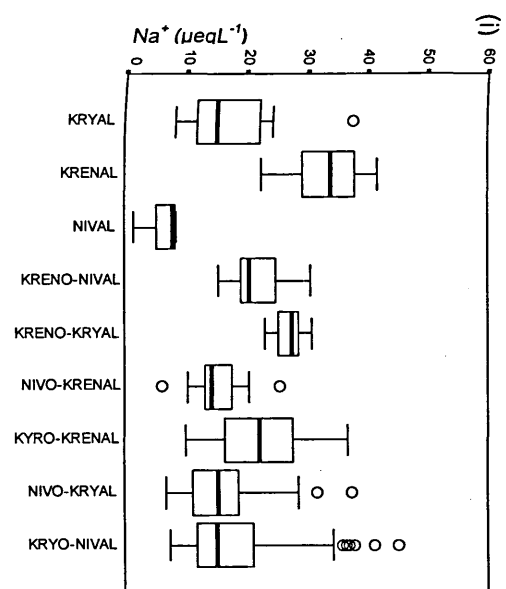 (i)
Na⁺ (µeqL⁻¹)
0 10 20 30 40 50 60
KRYAL
KRENAL
NIVAL
KRENO-NIVAL
KRENO-KRYAL
NIVO-KRENAL
KYRO-KRENAL
NIVO-KRYAL
KRYO-NIVAL